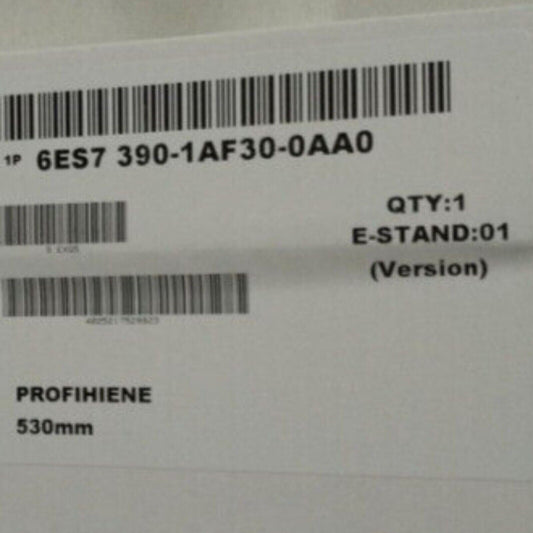 1P 6ES7 390-1AF30-0AA0
QTY:1
E-STAND:01
(Version)
PROFIHIENE
530mm